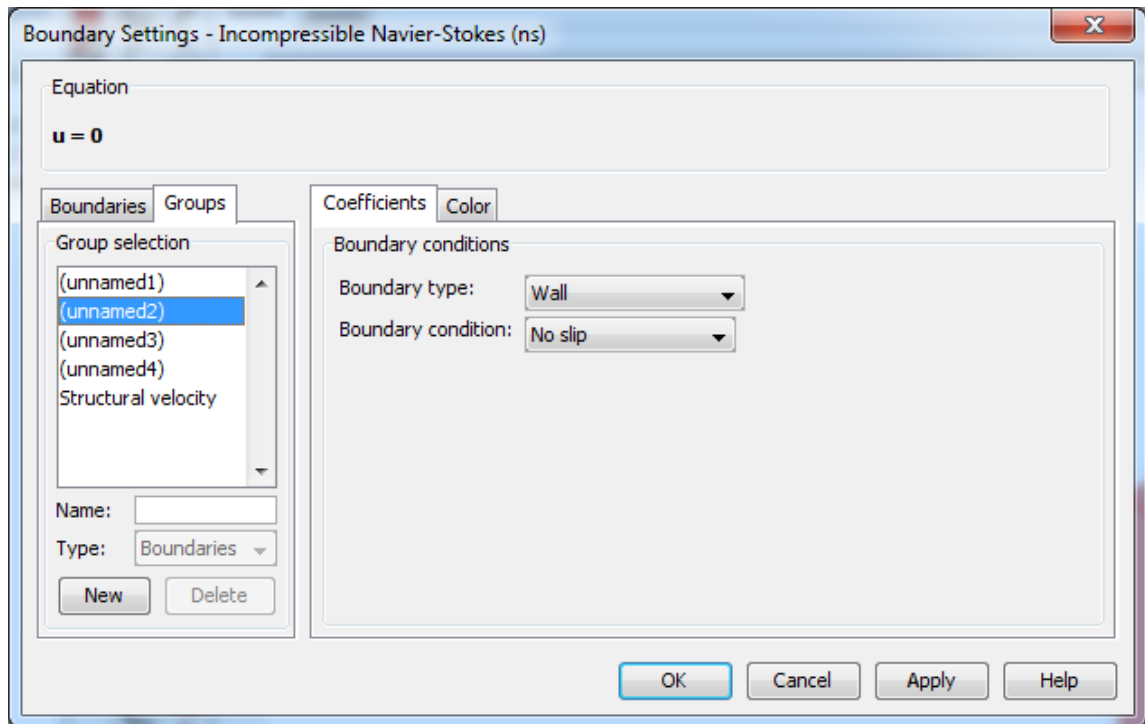 Boundary Settings - Incompressible Navier-Stokes (ns)
Equation
u = 0
Boundaries Groups
Group selection
(unnamed1)
(unnamed2)
(unnamed3)
(unnamed4)
Structural velocity
Name:
Type: Boundaries
New Delete
Coefficients Color
Boundary conditions
Boundary type: Wall
Boundary condition: No slip
OK Cancel Apply Help